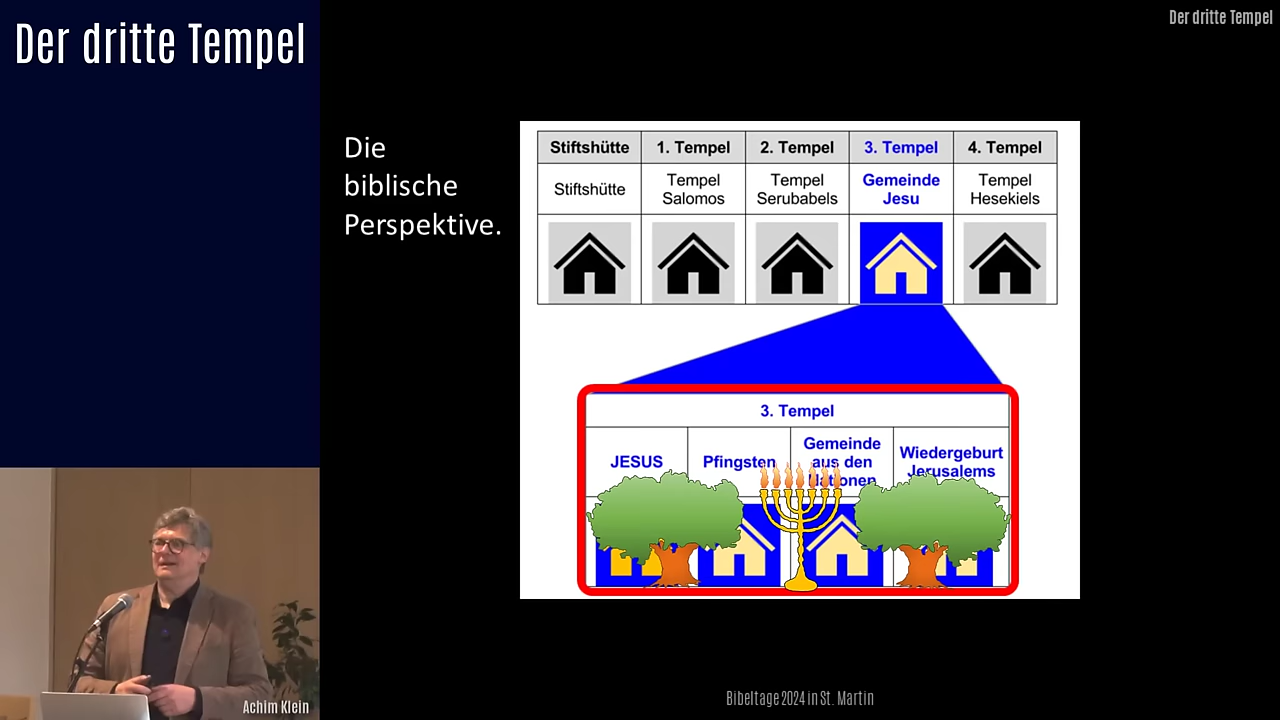 Der dritte Tempel
Der dritte Tempel
Die
biblische
Perspektive.
Stiftshütte 1. Tempel 2. Tempel 3. Tempel 4. Tempel
Stiftshütte Tempel Tempel Gemeinde Tempel
Salomos Serubabels Jesu Hesekiels
3. Tempel
JESUS Pfingsten Gemeinde Wiedergeburt
aus den Jerusalems
Nationen
Achim Klein
Bibeltage 2024 in St. Martin